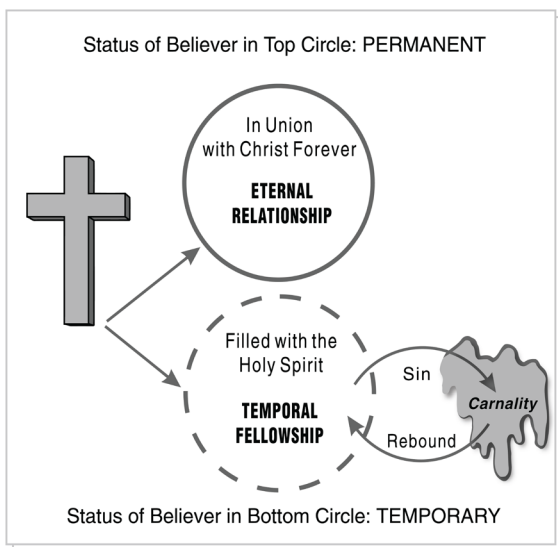 Status of Believer in Top Circle: PERMANENT
In Union
with Christ Forever
ETERNAL
RELATIONSHIP
Filled with the
Holy Spirit
TEMPORAL
FELLOWSHIP
Sin
Carnality
Rebound
Status of Believer in Bottom Circle: TEMPORARY